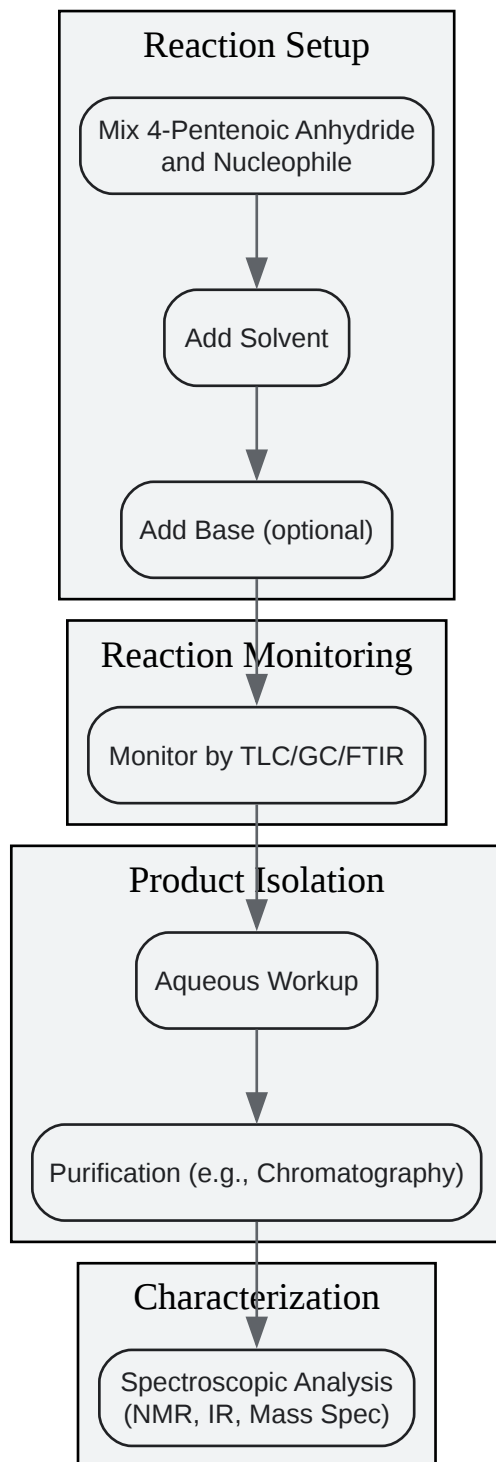 Reaction Setup
Mix 4-Pentenoic Anhydride
and Nucleophile
Add Solvent
Add Base (optional)
Reaction Monitoring
Monitor by TLC/GC/FTIR
Product Isolation
Aqueous Workup
Purification (e.g., Chromatography)
Characterization
Spectroscopic Analysis
(NMR, IR, Mass Spec)